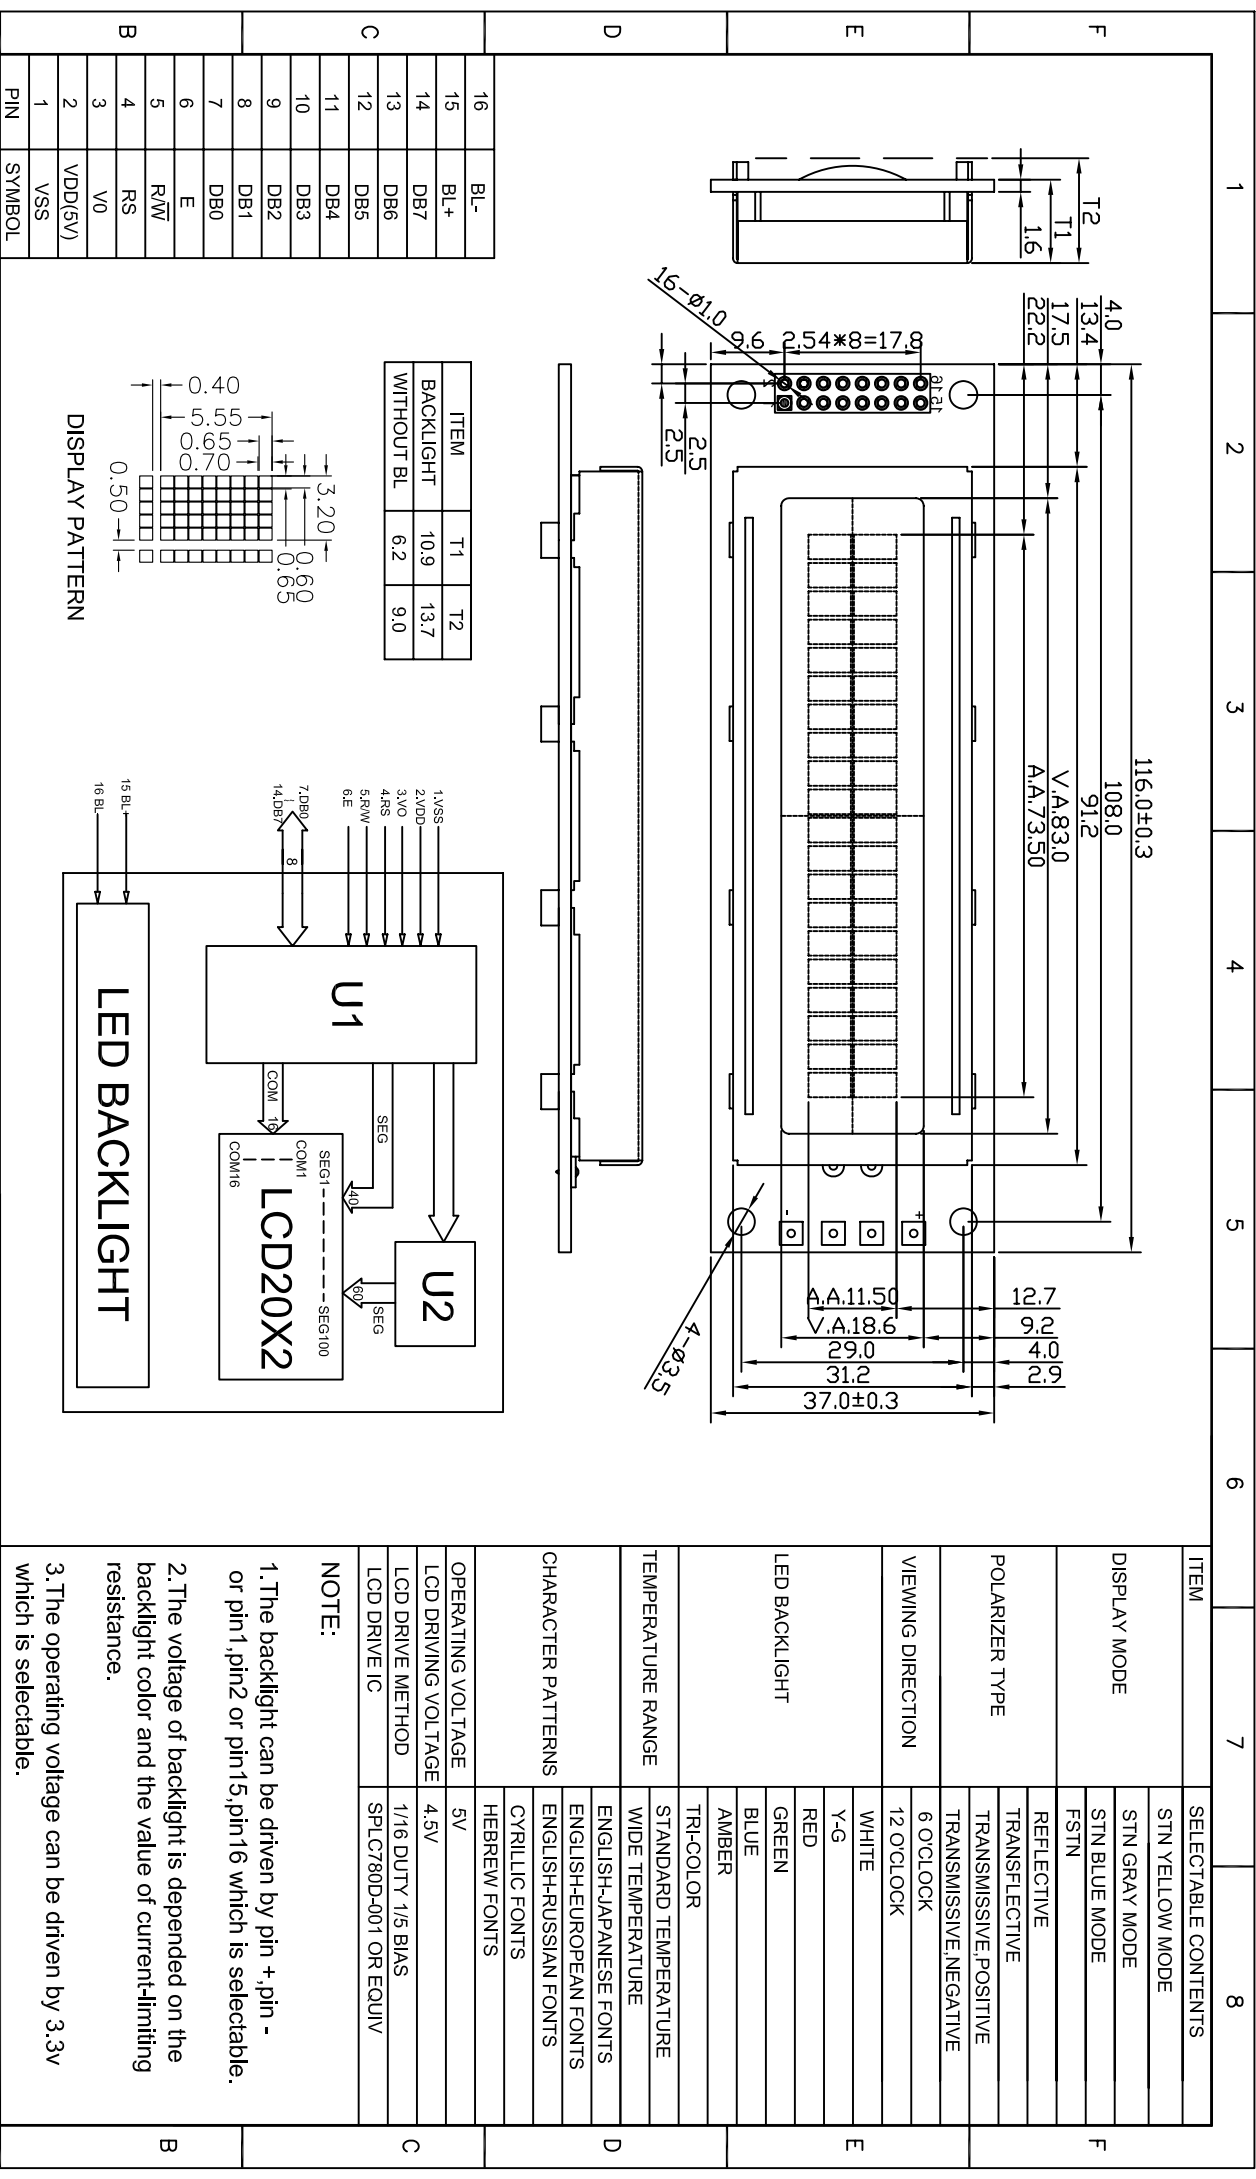 1
2
3
4
5
6
7
8
F
E
D
C
B
F
E
D
C
B
T2
T1
1.6
4.0
13.4
17.5
22.2
116.0±0.3
108.0
91.2
V.A.83.0
A.A.73.50
16-ø1.0
9.6
2.54*8=17.8
2.5
2.5
16
15
2
1
+
-
A.A.11.50
V.A.18.6
29.0
31.2
37.0±0.3
12.7
9.2
4.0
2.9
4-ø3.5
16 BL-
15 BL+
14 DB7
13 DB6
12 DB5
11 DB4
10 DB3
9 DB2
8 DB1
7 DB0
6 E
5 R/W̅
4 RS
3 V0
2 VDD(5V)
1 VSS
PIN SYMBOL
ITEM T1 T2
BACKLIGHT 10.9 13.7
WITHOUT BL 6.2 9.0
0.40
5.55
0.65
0.70
3.20
0.60
0.65
0.50
DISPLAY PATTERN
1.VSS
2.VDD
3.VO
4.RS
5.R/W
6.E
7.DB0
14.DB7
8
15 BL+
16 BL-
U1
U2
SEG
40
SEG
60
COM 16
SEG1
SEG100
COM1
COM16
LCD20X2
LED BACKLIGHT
ITEM SELECTABLE CONTENTS
DISPLAY MODE
STN YELLOW MODE
STN GRAY MODE
STN BLUE MODE
FSTN
POLARIZER TYPE
REFLECTIVE
TRANSFLECTIVE
TRANSMISSIVE,POSITIVE
TRANSMISSIVE,NEGATIVE
VIEWING DIRECTION
6 O'CLOCK
12 O'CLOCK
LED BACKLIGHT
WHITE
Y-G
RED
GREEN
BLUE
AMBER
TRI-COLOR
TEMPERATURE RANGE
STANDARD TEMPERATURE
WIDE TEMPERATURE
CHARACTER PATTERNS
ENGLISH-JAPANESE FONTS
ENGLISH-EUROPEAN FONTS
ENGLISH-RUSSIAN FONTS
CYRILLIC FONTS
HEBREW FONTS
OPERATING VOLTAGE 5V
LCD DRIVING VOLTAGE 4.5V
LCD DRIVE METHOD 1/16 DUTY 1/5 BIAS
LCD DRIVE IC SPLC780D-001 OR EQUIV
NOTE:
1.The backlight can be driven by pin +,pin -
or pin1,pin2 or pin15,pin16 which is selectable.
2.The voltage of backlight is depended on the
backlight color and the value of current-limiting
resistance.
3.The operating voltage can be driven by 3.3v
which is selectable.